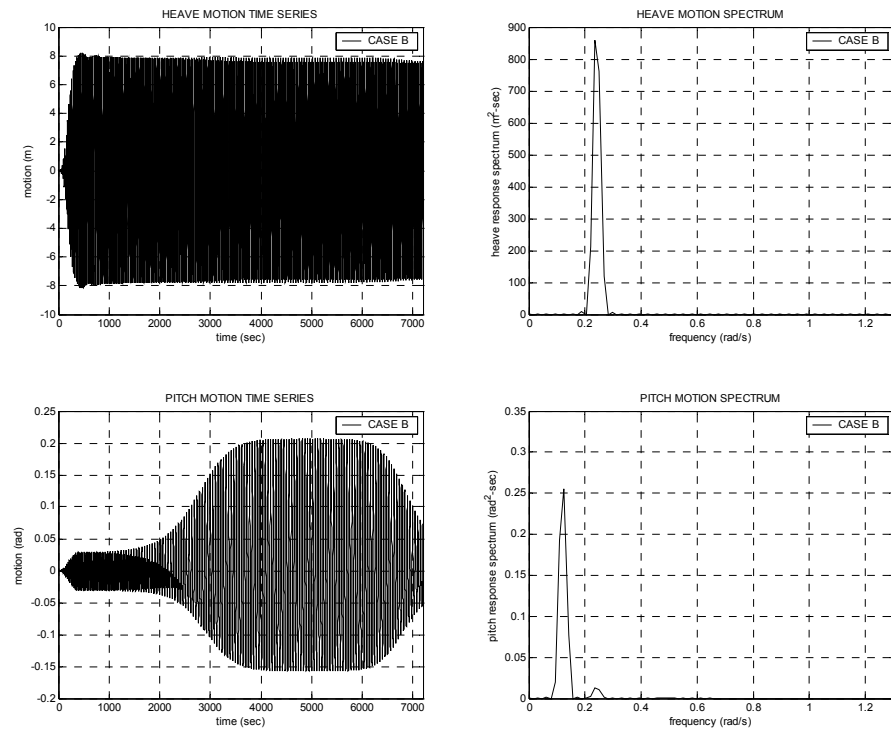 HEAVE MOTION TIME SERIES
CASE B
10
8
6
4
2
0
-2
-4
-6
-8
-10
motion (m)
0 1000 2000 3000 4000 5000 6000 7000
time (sec)
HEAVE MOTION SPECTRUM
CASE B
900
800
700
600
500
400
300
200
100
0
heave response spectrum (m²-sec)
0 0.2 0.4 0.6 0.8 1 1.2
frequency (rad/s)
PITCH MOTION TIME SERIES
CASE B
0.25
0.2
0.15
0.1
0.05
0
-0.05
-0.1
-0.15
-0.2
motion (rad)
0 1000 2000 3000 4000 5000 6000 7000
time (sec)
PITCH MOTION SPECTRUM
CASE B
0.35
0.3
0.25
0.2
0.15
0.1
0.05
0
pitch response spectrum (rad²-sec)
0 0.2 0.4 0.6 0.8 1 1.2
frequency (rad/s)